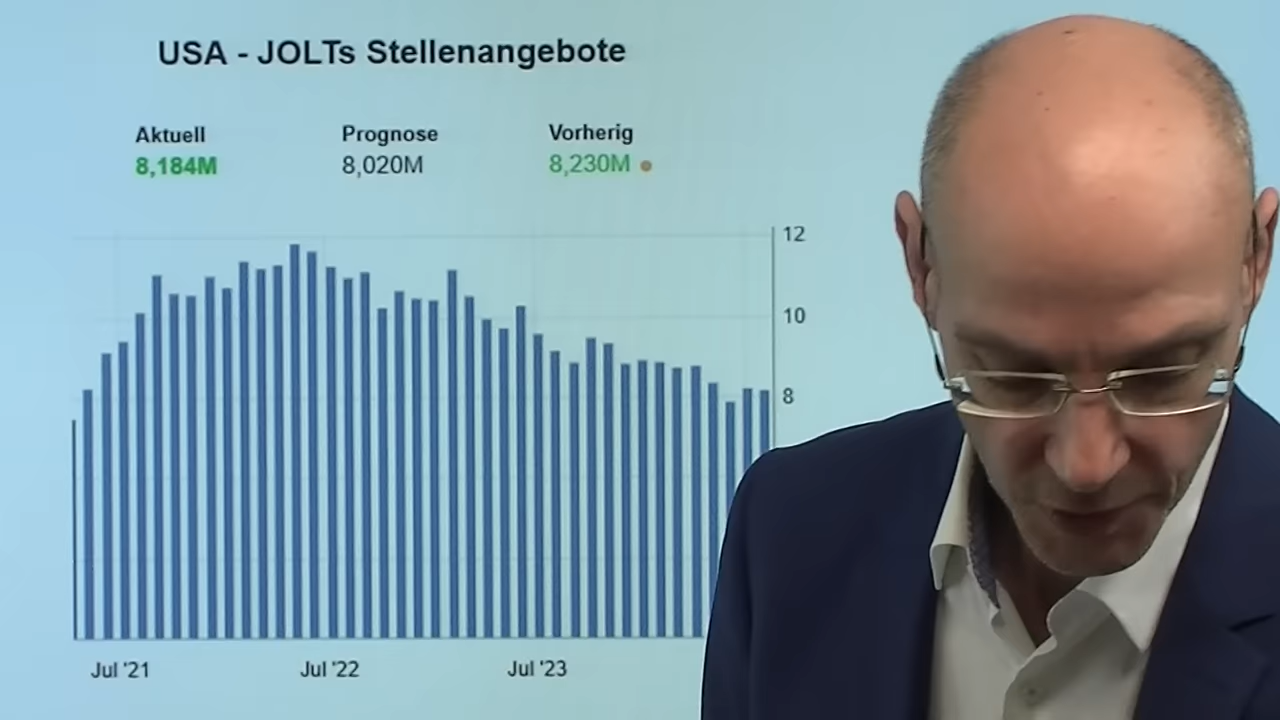 USA - JOLTs Stellenangebote
Aktuell Prognose Vorherig
8,184M 8,020M 8,230M
12
10
8
Jul '21 Jul '22 Jul '23